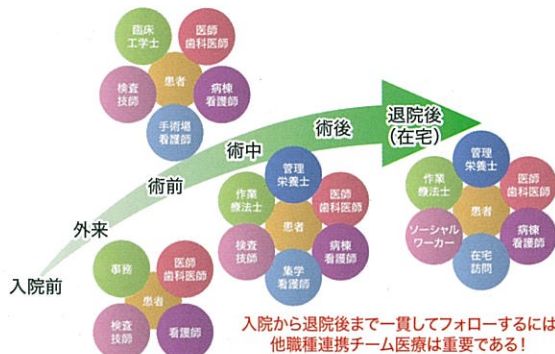 臨床
工学士
医師
歯科医師
検査
技師
患者
病棟
看護師
手術場
看護師
入院前
外来
術前
術中
術後
退院後
(在宅)
事務
医師
歯科医師
患者
検査
技師
看護師
管理
栄養士
作業
療法士
医師
歯科医師
患者
検査
技師
病棟
看護師
集学
看護師
管理
栄養士
作業
療法士
医師
歯科医師
患者
ソーシャル
ワーカー
病棟
看護師
在宅
訪問
入院から退院後まで一貫してフォローするには
他職種連携チーム医療は重要である!